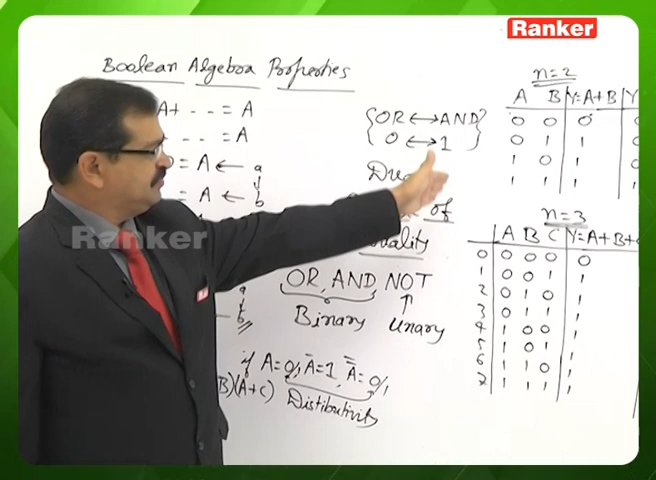 Ranker
Boolean Algebra Properties
A+ . . = A
. . . = A
= A ← a
= A ← b
{OR ↔ AND}
{0 ↔ 1}
of
Ranker
OR, AND NOT
Binary Unary
if A=0, Ā=1, A̿=0,
B)(A+C) Distibutivity
n=2
A B Y=A+B Y
0 0 0 0
0 1 1
1 0 1
1 1 1
n=3
A B C Y=A+B+
0 0 0 0 0
1 0 0 1 1
2 0 1 0 1
3 0 1 1 1
4 1 0 0 1
5 1 0 1 1
6 1 1 0 1
7 1 1 1 1